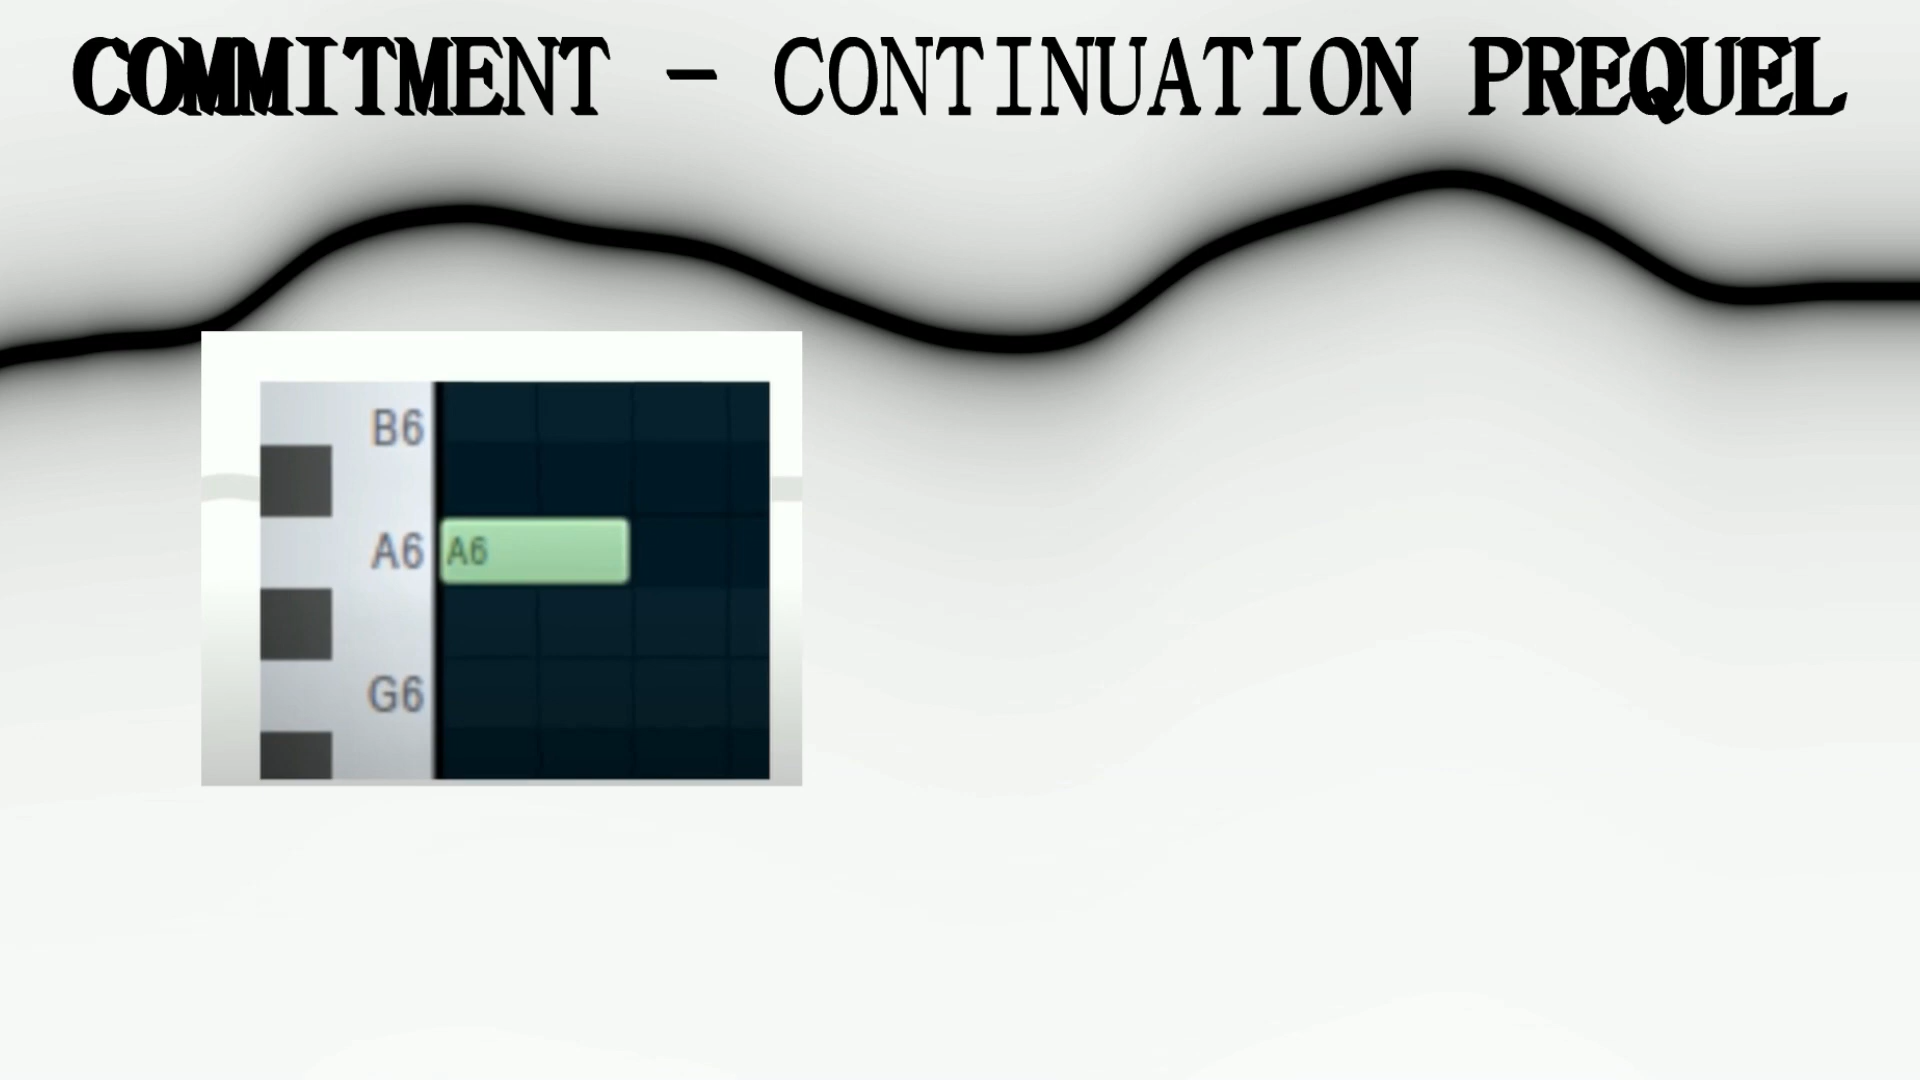 COMMITMENT - CONTINUATION PREQUEL
B6
A6 A6
G6